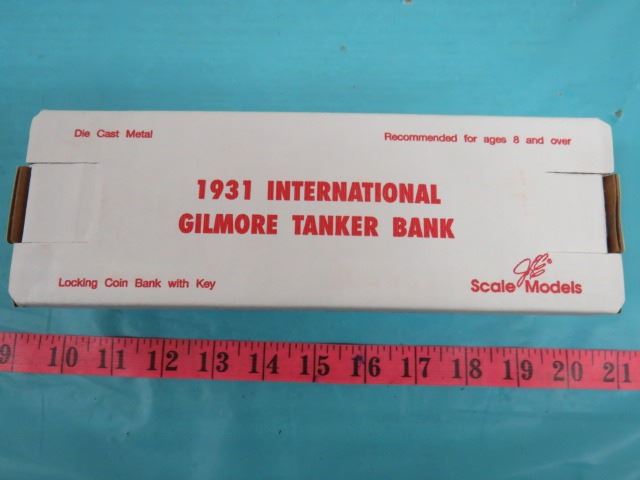 Die Cast Metal
Recommended for ages 8 and over
1931 INTERNATIONAL
GILMORE TANKER BANK
Locking Coin Bank with Key
JLE®
Scale Models
9 10 11 12 13 14 15 16 17 18 19 20 21